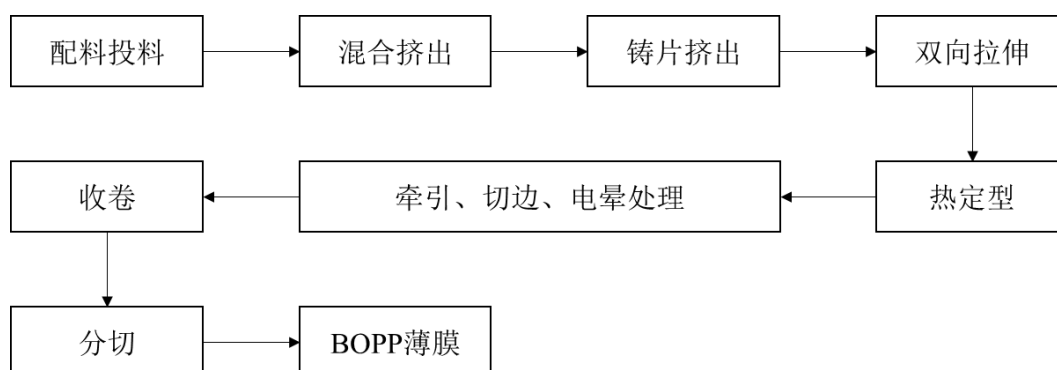 配料投料
混合挤出
铸片挤出
双向拉伸
热定型
牵引、切边、电晕处理
收卷
分切
BOPP薄膜